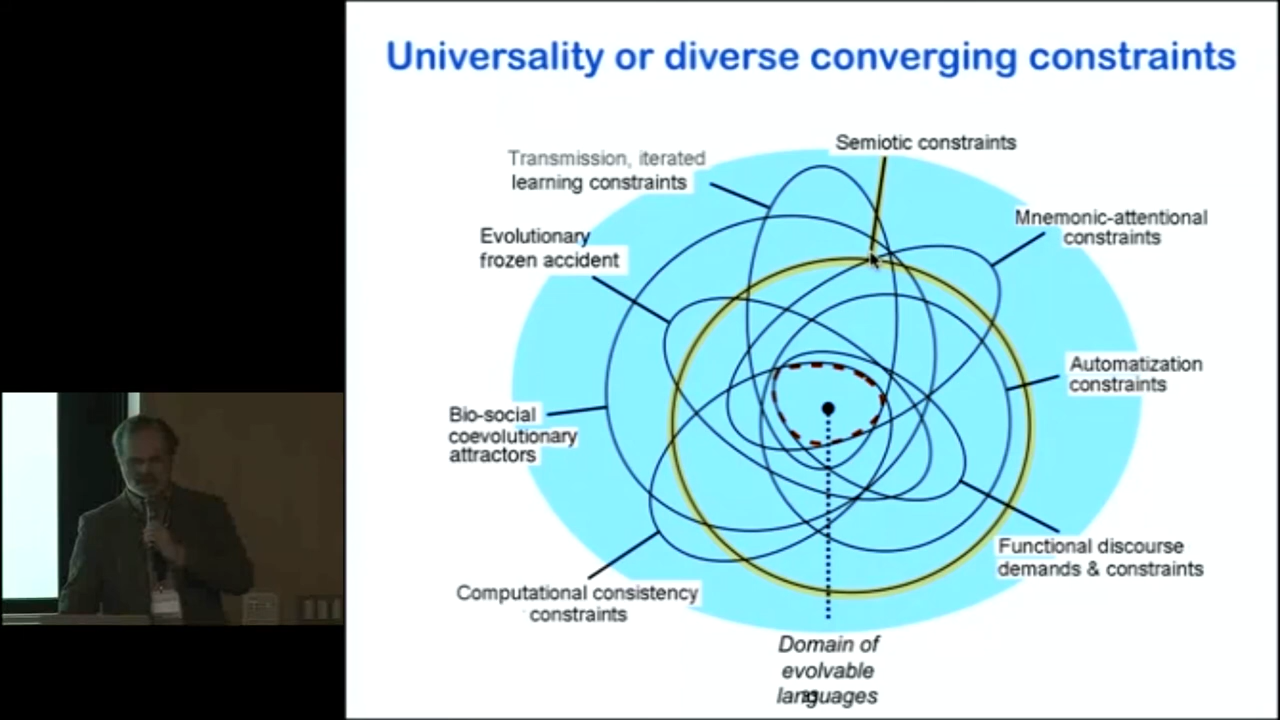 Universality or diverse converging constraints
Semiotic constraints
Transmission, iterated
learning constraints
Mnemonic-attentional
constraints
Evolutionary
frozen accident
Automatization
constraints
Bio-social
coevolutionary
attractors
Functional discourse
demands & constraints
Computational consistency
constraints
Domain of
evolvable
languages